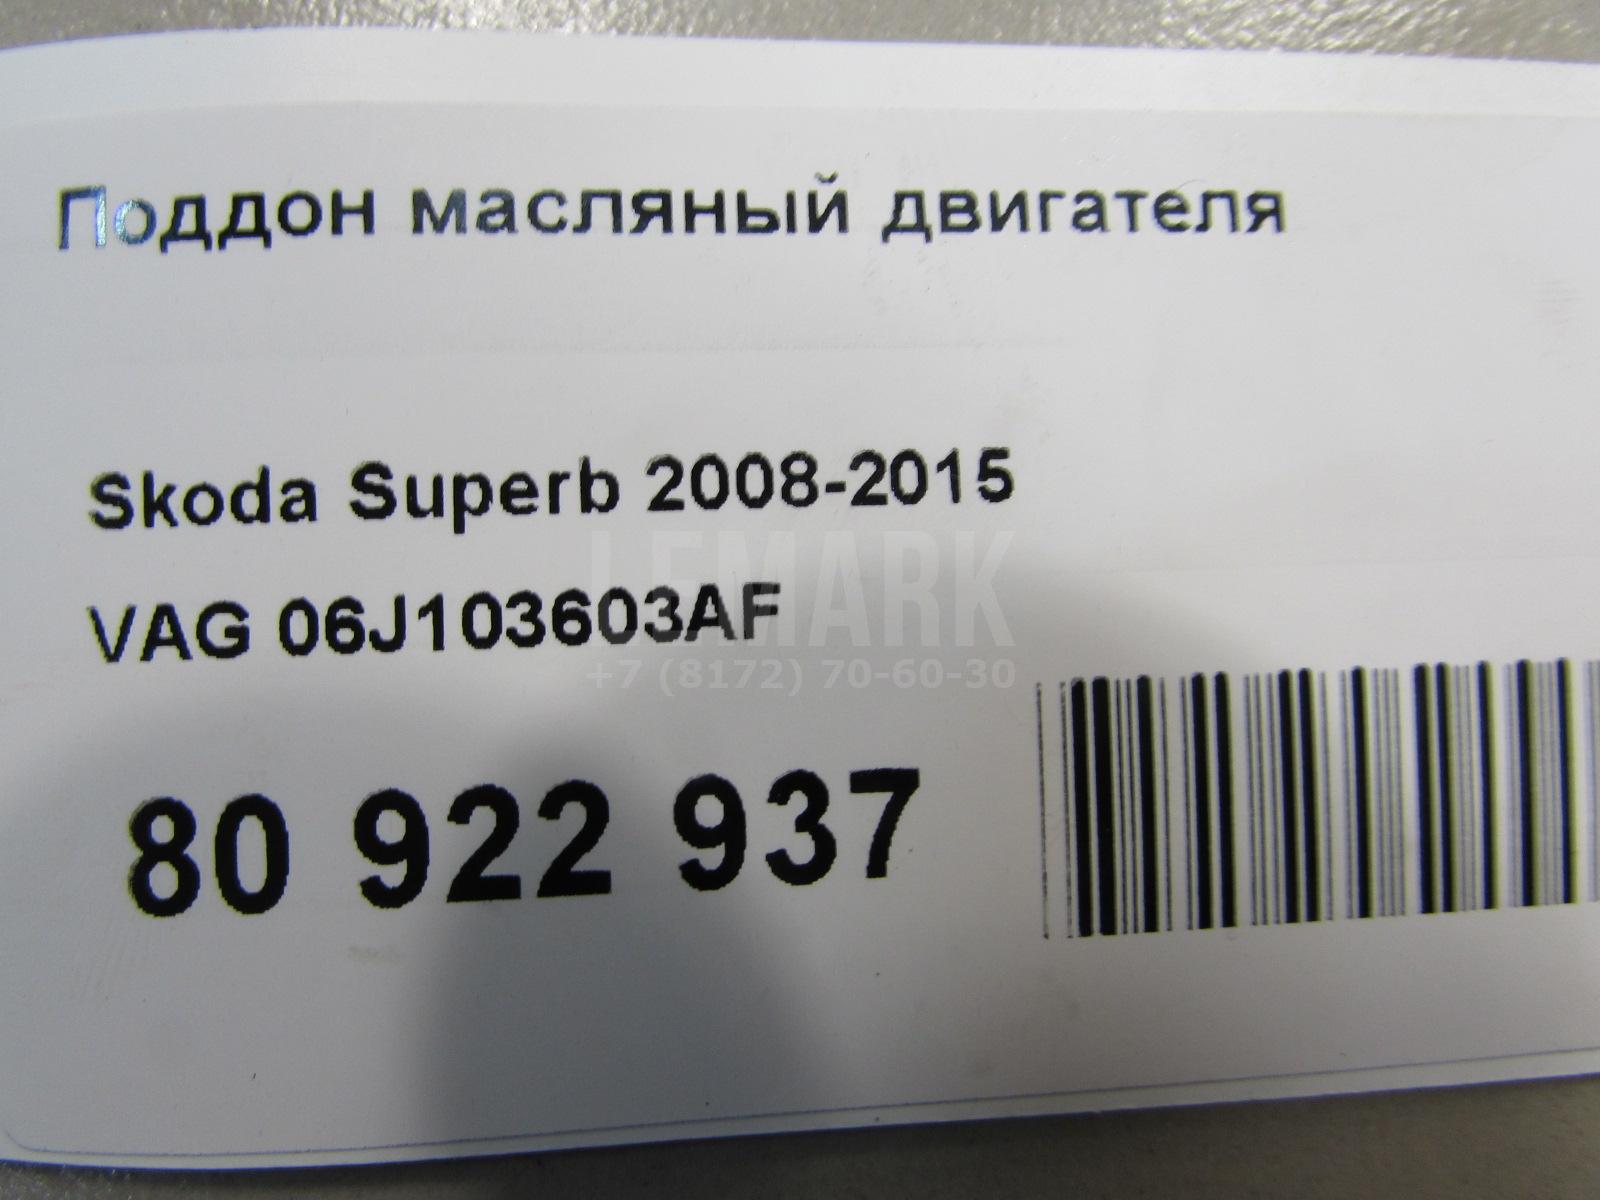 Поддон масляный двигателя
Skoda Superb 2008-2015
VAG 06J103603AF
LEMARK
+7 (8172) 70-60-30
80 922 937